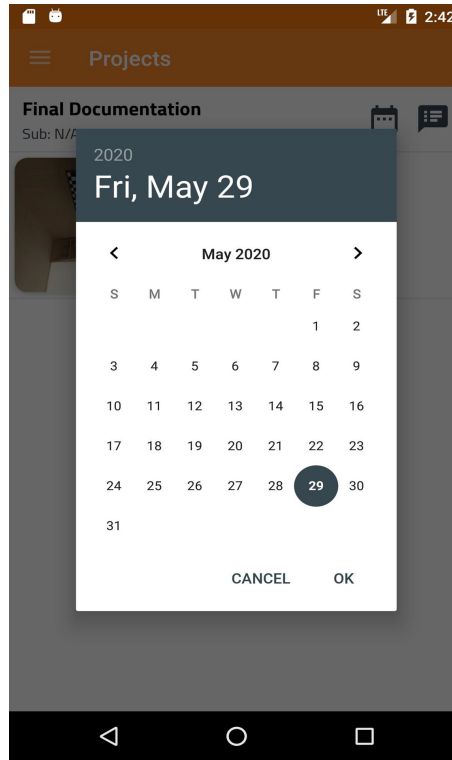 LTE 2:42
Projects
Final Documentation
Sub: N/A
2020
Fri, May 29
May 2020
S M T W T F S
1 2
3 4 5 6 7 8 9
10 11 12 13 14 15 16
17 18 19 20 21 22 23
24 25 26 27 28 29 30
31
CANCEL OK